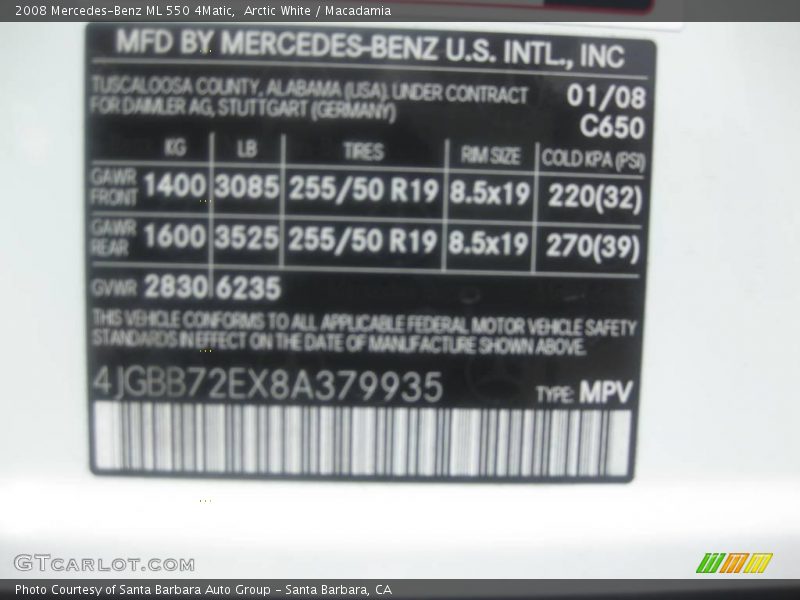 2008 Mercedes-Benz ML 550 4Matic,  Arctic White / Macadamia
MFD BY MERCEDES-BENZ U.S. INTL., INC
TUSCALOOSA COUNTY, ALABAMA (USA), UNDER CONTRACT
FOR DAIMLER AG, STUTTGART (GERMANY)
01/08
C650
KG LB TIRES RIM SIZE COLD KPA (PSI)
GAWR
FRONT 1400 3085 255/50 R19 8.5x19 220(32)
GAWR
REAR 1600 3525 255/50 R19 8.5x19 270(39)
GVWR 2830 6235
THIS VEHICLE CONFORMS TO ALL APPLICABLE FEDERAL MOTOR VEHICLE SAFETY
STANDARDS IN EFFECT ON THE DATE OF MANUFACTURE SHOWN ABOVE.
4JGBB72EX8A379935 TYPE: MPV
GTCARLOT.COM
Photo Courtesy of Santa Barbara Auto Group - Santa Barbara, CA